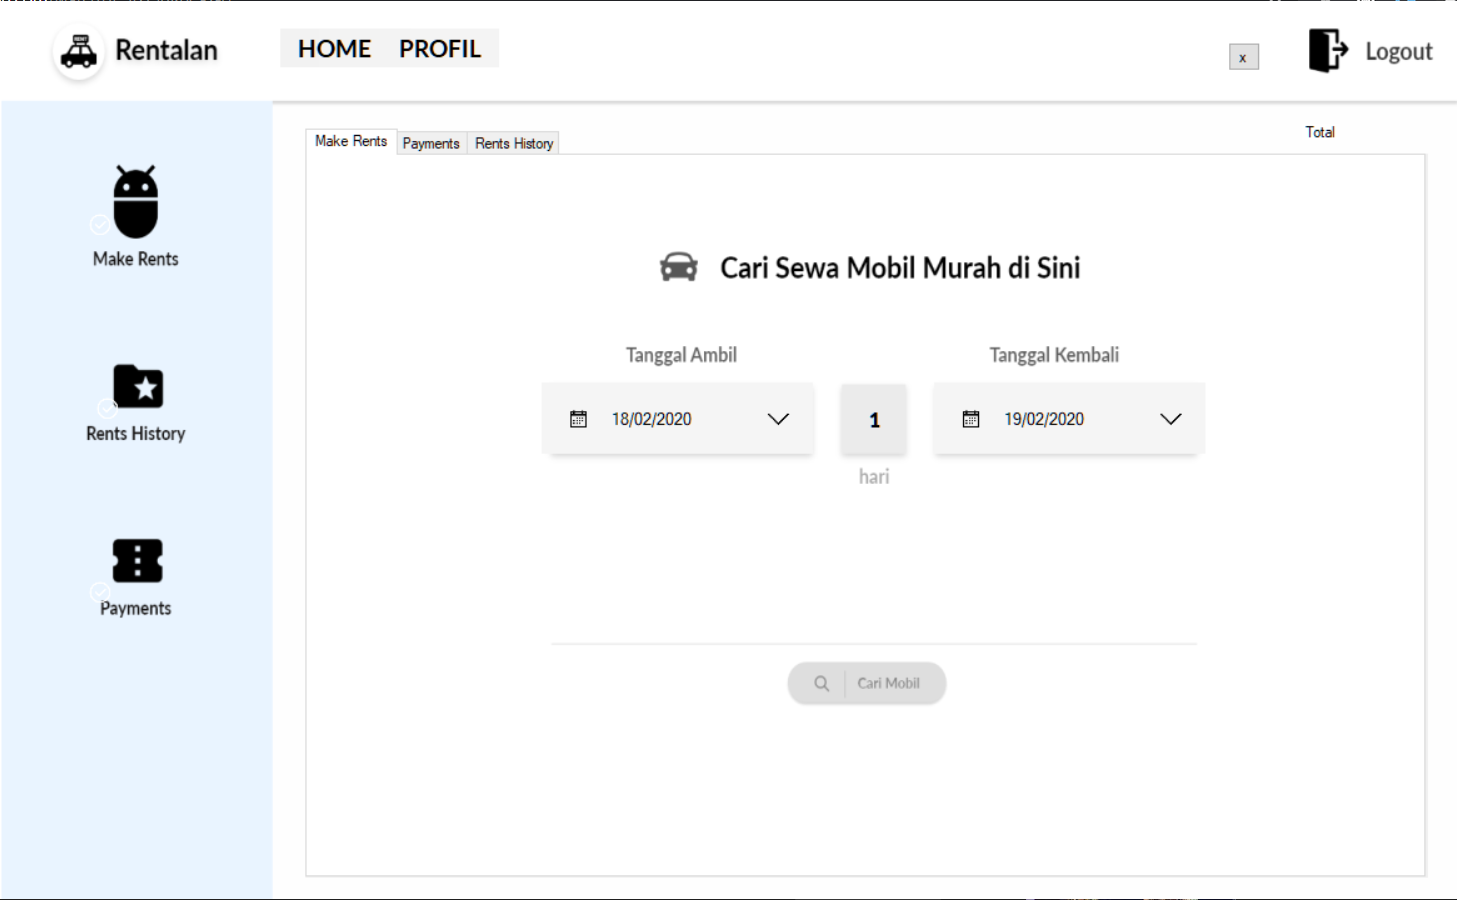 Rentalan
HOME PROFIL
x
Logout
Total
Make Rents Payments Rents History
Make Rents
Cari Sewa Mobil Murah di Sini
Tanggal Ambil Tanggal Kembali
18/02/2020 1 19/02/2020
hari
Rents History
Payments
Cari Mobil